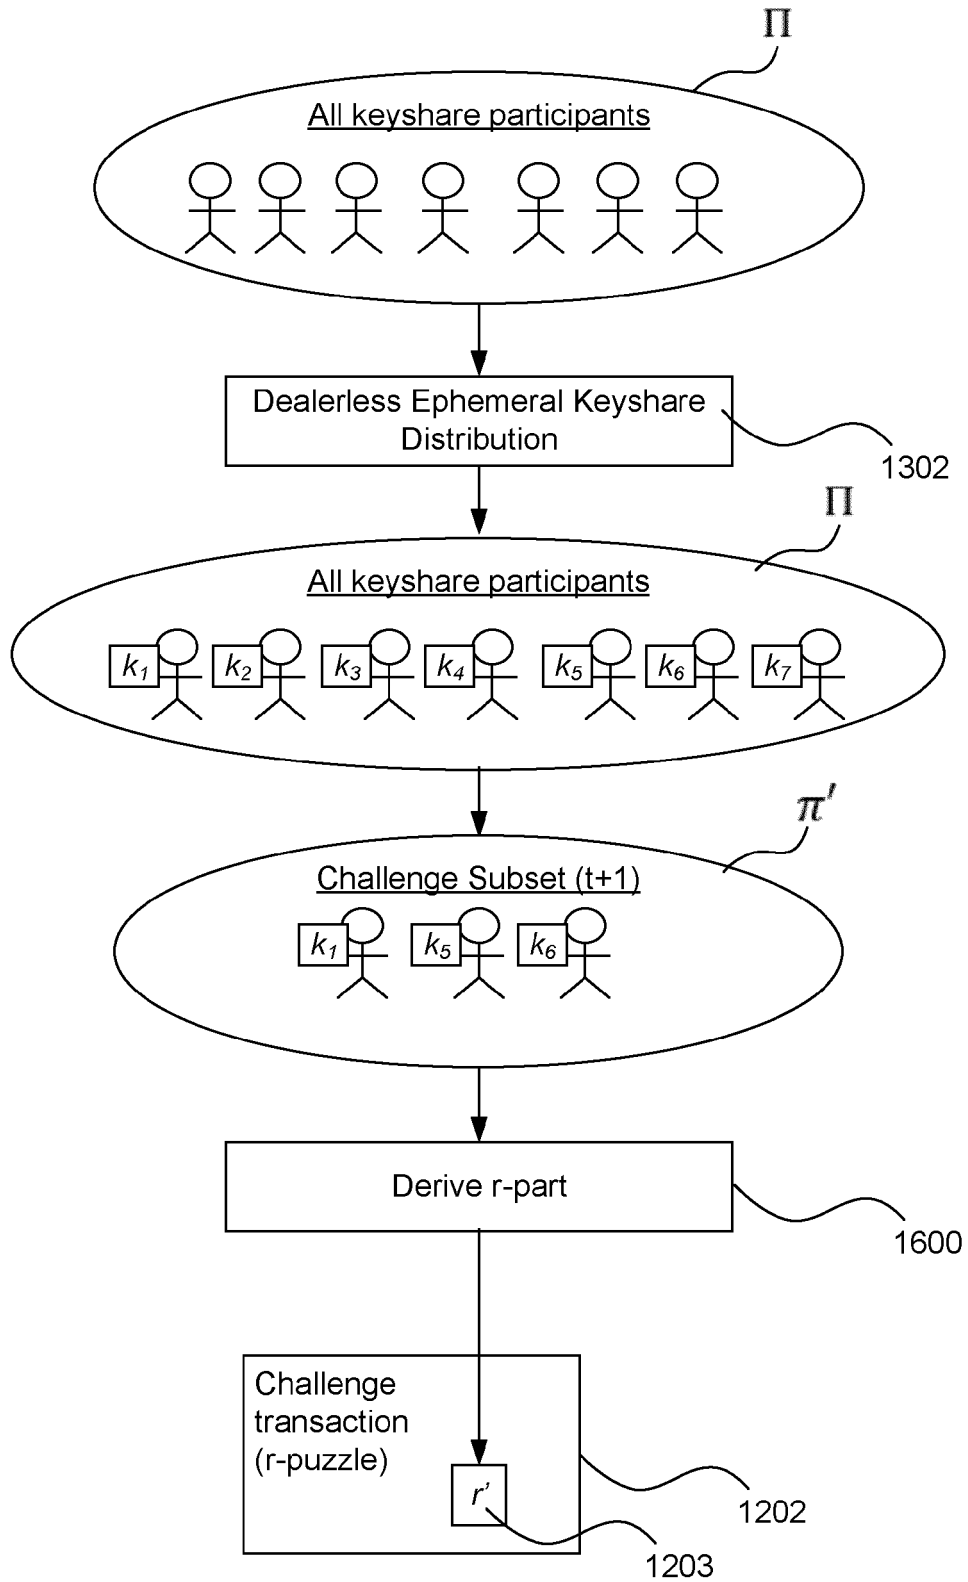 Π
All keyshare participants
Dealerless Ephemeral Keyshare
Distribution
1302
Π
All keyshare participants
k1 k2 k3 k4 k5 k6 k7
π'
Challenge Subset (t+1)
k1 k5 k6
Derive r-part
1600
Challenge
transaction
(r-puzzle)
r'
1202
1203